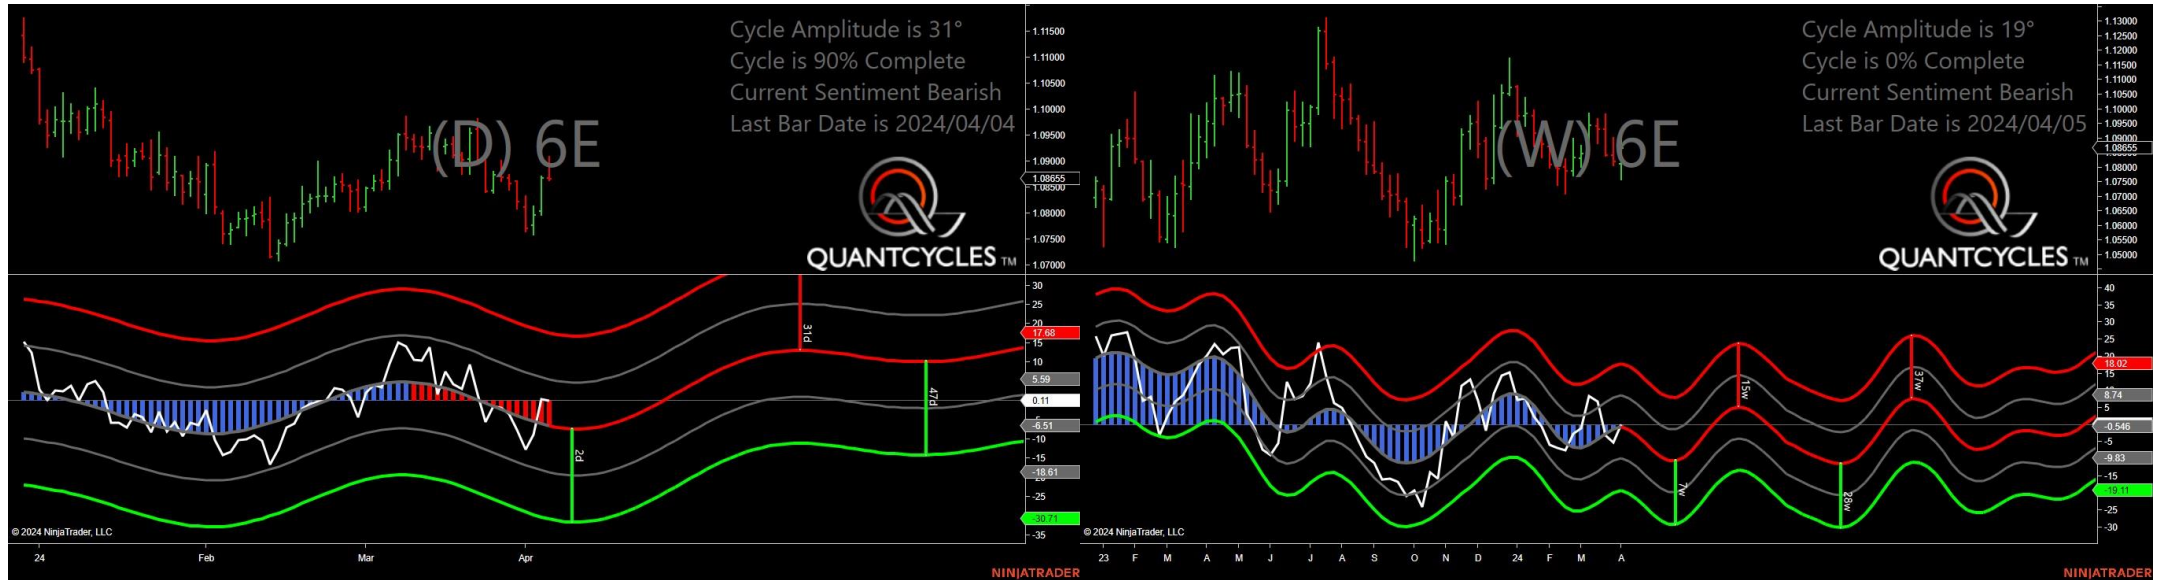 Cycle Amplitude is 31°
Cycle is 90% Complete
Current Sentiment Bearish
Last Bar Date is 2024/04/04
(D) 6E
QUANTCYCLES TM
1.11500
1.11000
1.10500
1.10000
1.09500
1.09000
1.08655
1.08500
1.08000
1.07500
1.07000
30
25
20
17.68
15
10
5.59
0.11
-6.51
-10
-15
-18.61
-25
-30.71
-35
31d
47d
2d
© 2024 NinjaTrader, LLC
24 Feb Mar Apr
NINJATRADER
Cycle Amplitude is 19°
Cycle is 0% Complete
Current Sentiment Bearish
Last Bar Date is 2024/04/05
(W) 6E
QUANTCYCLES TM
1.13000
1.12500
1.12000
1.11500
1.11000
1.10500
1.10000
1.09500
1.09000
1.08655
1.08000
1.07500
1.07000
1.06500
1.06000
1.05500
1.05000
40
35
30
25
18.02
15
8.74
5
-0.546
-5
-9.83
-15
-19.11
-25
-30
15w
37w
7w
28w
© 2024 NinjaTrader, LLC
23 F M A M J J A S O N D 24 F M A
NINJATRADER